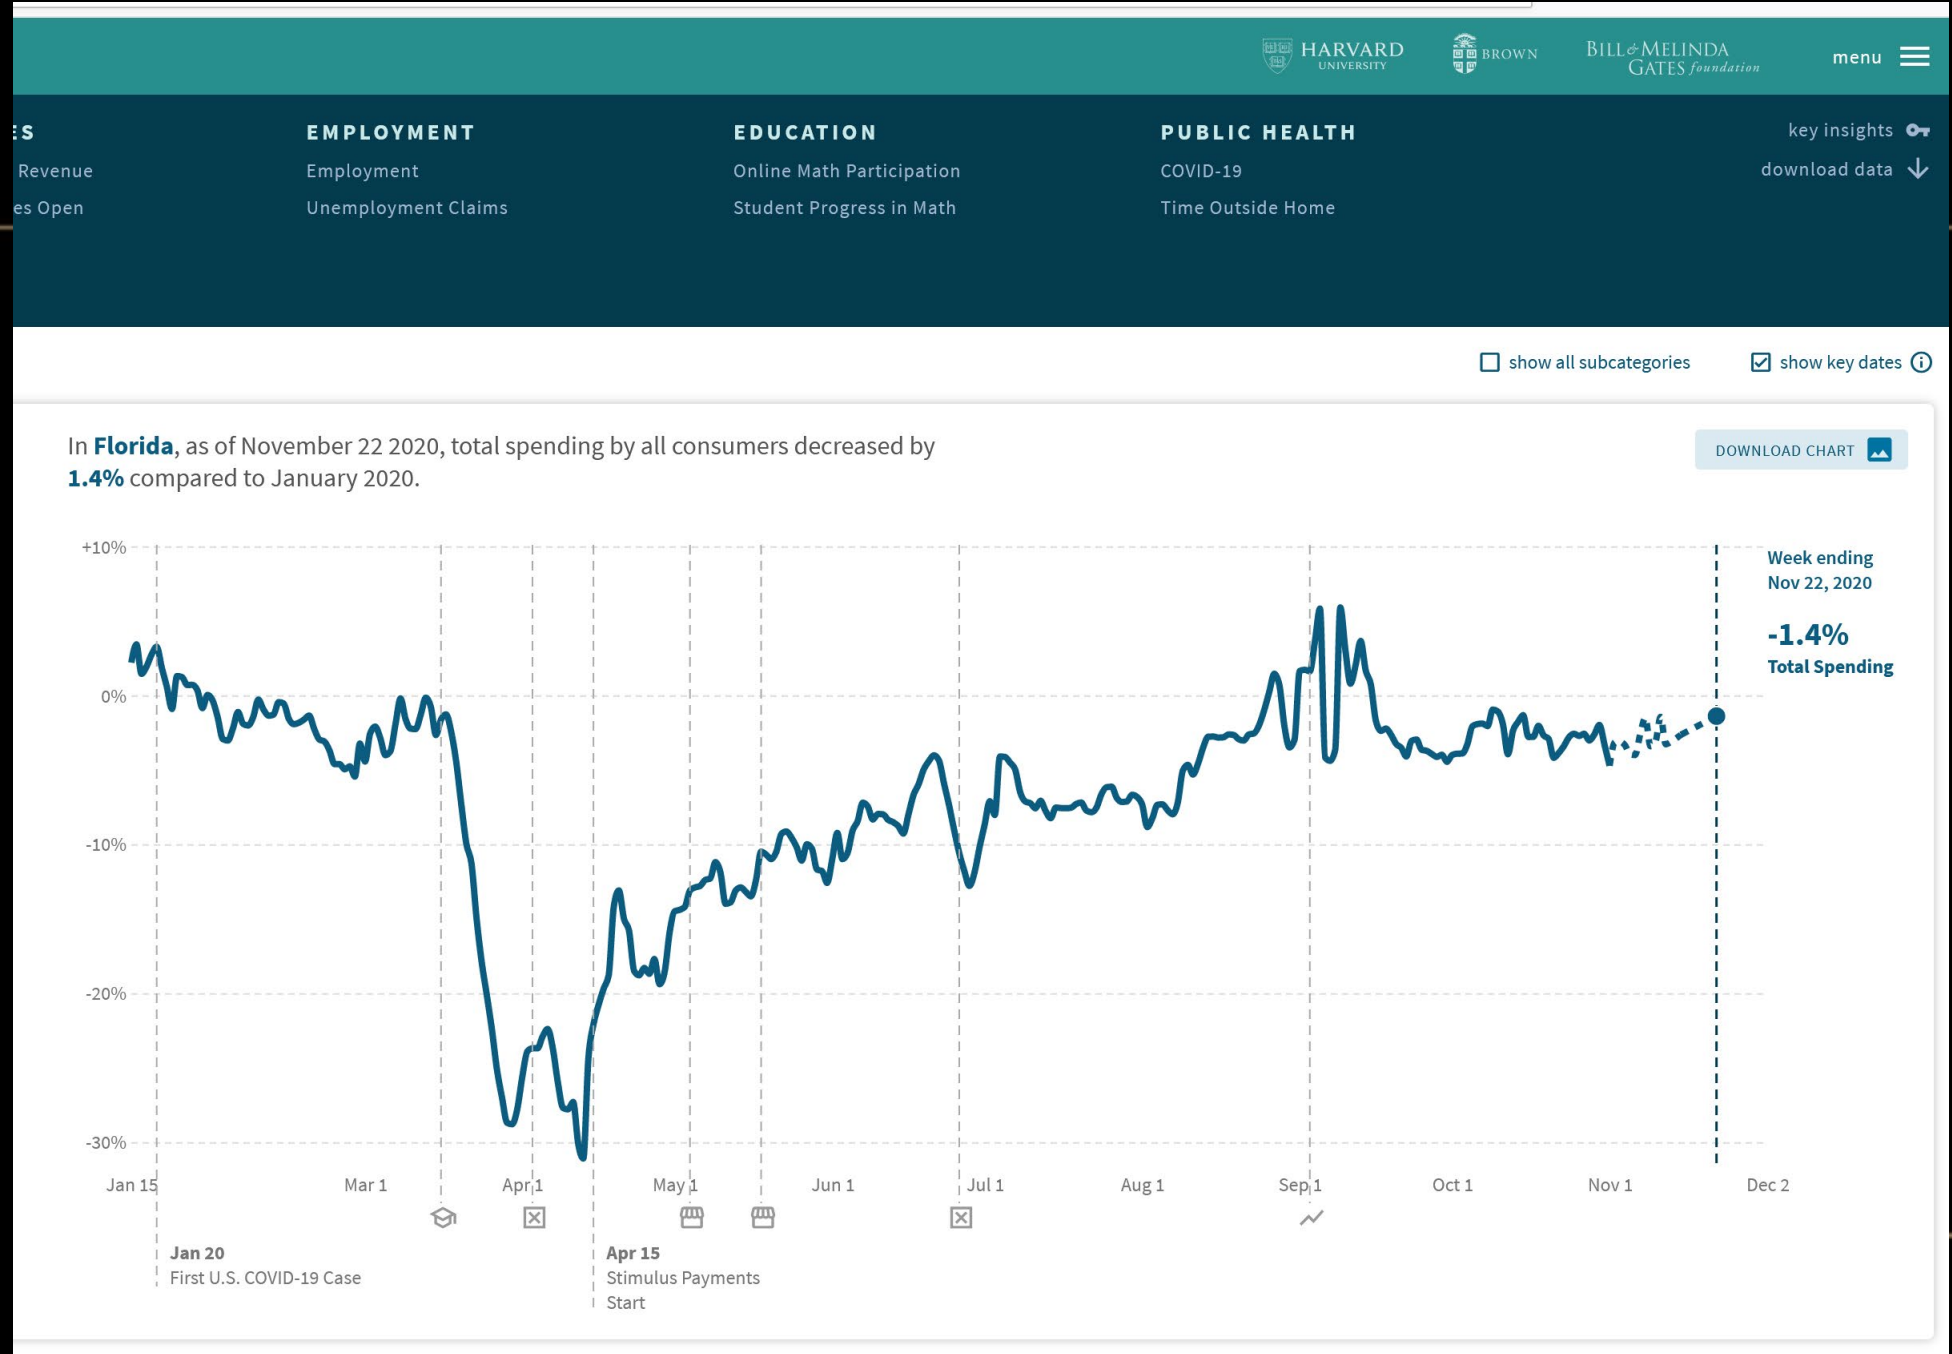 HARVARD
UNIVERSITY
BROWN
BILL & MELINDA
GATES foundation
menu
ES
EMPLOYMENT
EDUCATION
PUBLIC HEALTH
key insights
Revenue
Employment
Online Math Participation
COVID-19
download data
es Open
Unemployment Claims
Student Progress in Math
Time Outside Home
show all subcategories
show key dates
In Florida, as of November 22 2020, total spending by all consumers decreased by
1.4% compared to January 2020.
DOWNLOAD CHART
+10%
0%
-10%
-20%
-30%
Week ending
Nov 22, 2020
-1.4%
Total Spending
Jan 15
Mar 1
Apr 1
May 1
Jun 1
Jul 1
Aug 1
Sep 1
Oct 1
Nov 1
Dec 2
Jan 20
First U.S. COVID-19 Case
Apr 15
Stimulus Payments
Start